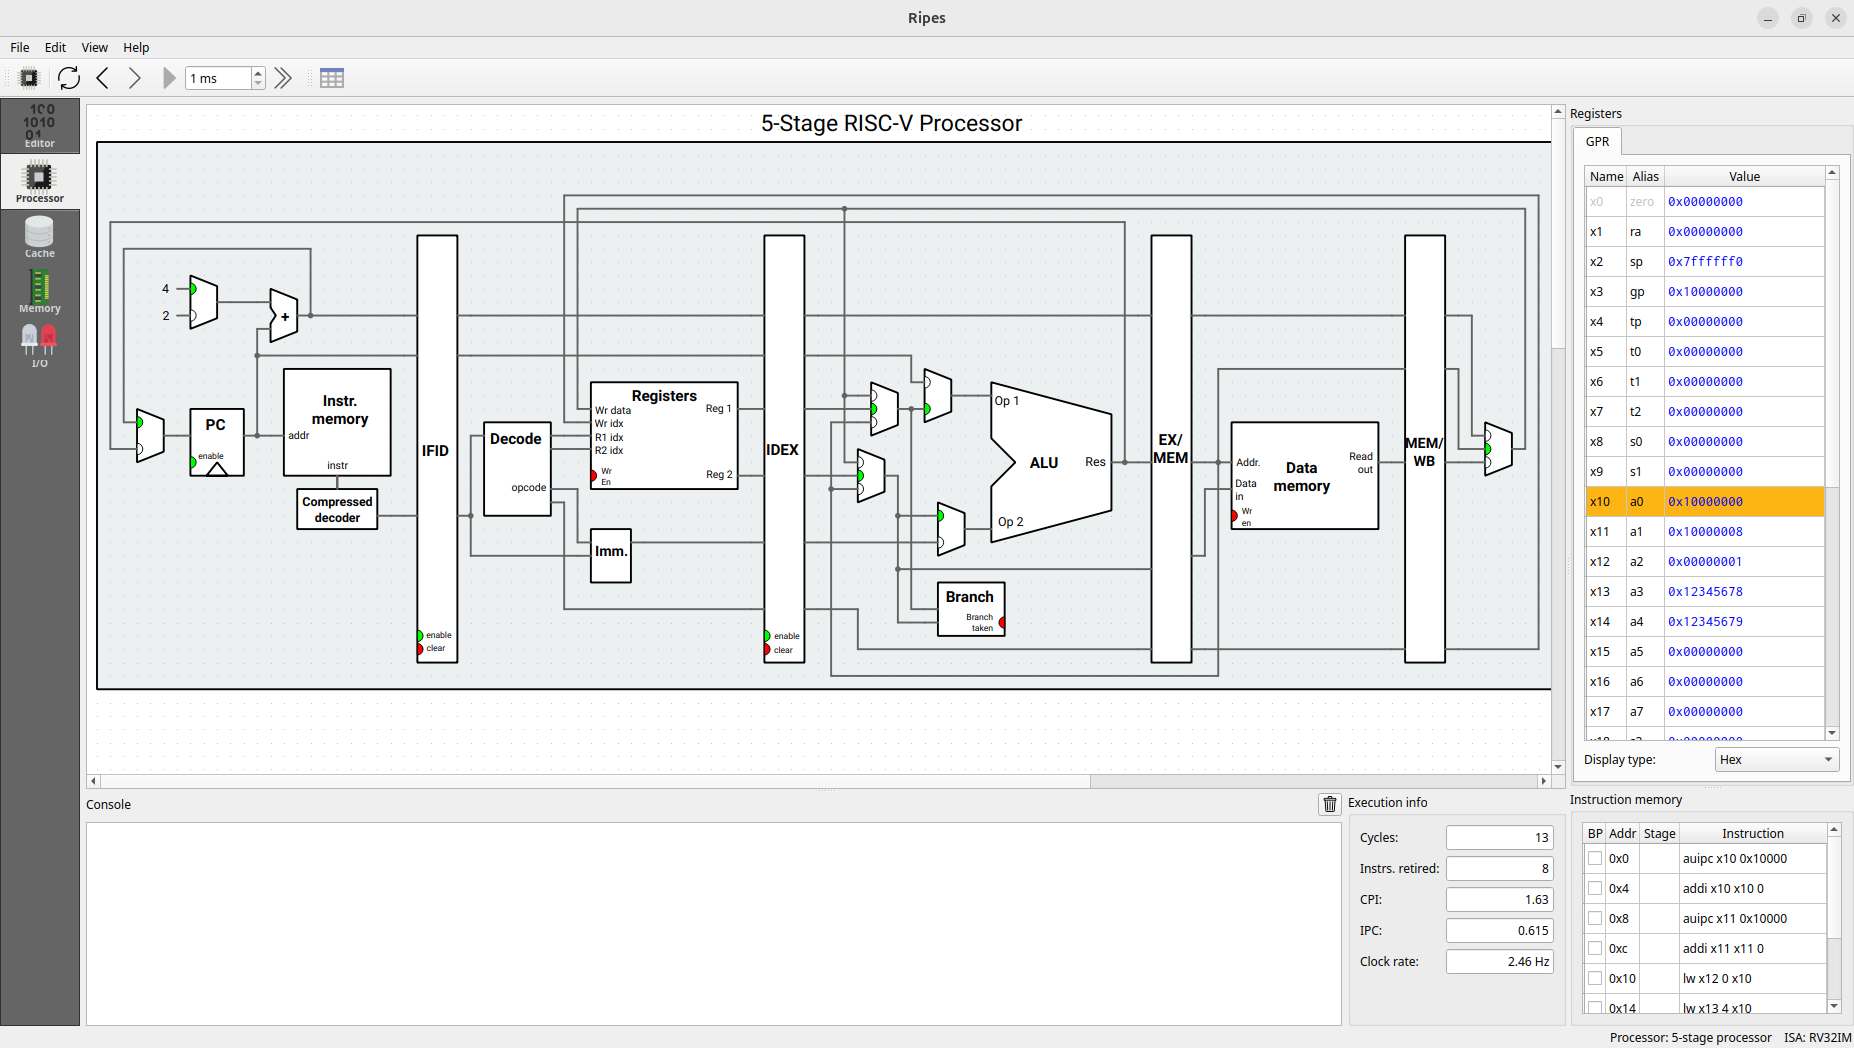 Ripes
File Edit View Help
1 ms
Editor
Processor
Cache
Memory
I/O
5-Stage RISC-V Processor
4
2
+
PC
enable
Instr. memory
addr
instr
Compressed decoder
IFID
enable
clear
Decode
opcode
Registers
Wr data
Wr idx
R1 idx
R2 idx
Wr En
Reg 1
Reg 2
Imm.
IDEX
enable
clear
Op 1
ALU
Res
Op 2
Branch
Branch taken
EX/MEM
Addr.
Data in
Wr en
Data memory
Read out
MEM/WB
Registers
GPR
Name Alias Value
x0 zero 0x00000000
x1 ra 0x00000000
x2 sp 0x7ffffff0
x3 gp 0x10000000
x4 tp 0x00000000
x5 t0 0x00000000
x6 t1 0x00000000
x7 t2 0x00000000
x8 s0 0x00000000
x9 s1 0x00000000
x10 a0 0x10000000
x11 a1 0x10000008
x12 a2 0x00000001
x13 a3 0x12345678
x14 a4 0x12345679
x15 a5 0x00000000
x16 a6 0x00000000
x17 a7 0x00000000
Display type: Hex
Console
Execution info
Cycles: 13
Instrs. retired: 8
CPI: 1.63
IPC: 0.615
Clock rate: 2.46 Hz
Instruction memory
BP Addr Stage Instruction
0x0 auipc x10 0x10000
0x4 addi x10 x10 0
0x8 auipc x11 0x10000
0xc addi x11 x11 0
0x10 lw x12 0 x10
0x14 lw x13 4 x10
Processor: 5-stage processor ISA: RV32IM